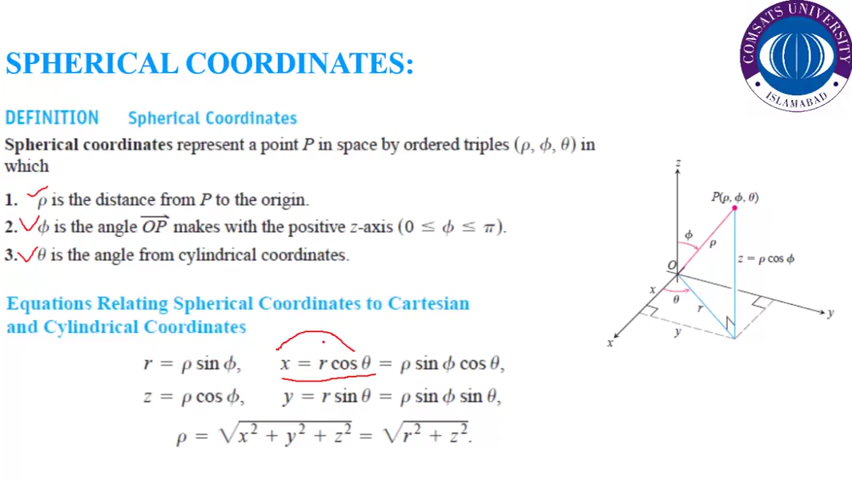 COMSATS UNIVERSITY
ISLAMABAD
SPHERICAL COORDINATES:
DEFINITION Spherical Coordinates
Spherical coordinates represent a point P in space by ordered triples (ρ, ϕ, θ) in
which
1. ρ is the distance from P to the origin.
2. ϕ is the angle \overrightarrow{OP} makes with the positive z-axis (0 ≤ ϕ ≤ π).
3. θ is the angle from cylindrical coordinates.
z
P(ρ, ϕ, θ)
ϕ
ρ
z = ρ cos ϕ
O
x
θ
r
y
y
x
Equations Relating Spherical Coordinates to Cartesian
and Cylindrical Coordinates
r = ρ sin ϕ, x = r cos θ = ρ sin ϕ cos θ,
z = ρ cos ϕ, y = r sin θ = ρ sin ϕ sin θ,
ρ = √(x² + y² + z²) = √(r² + z²).